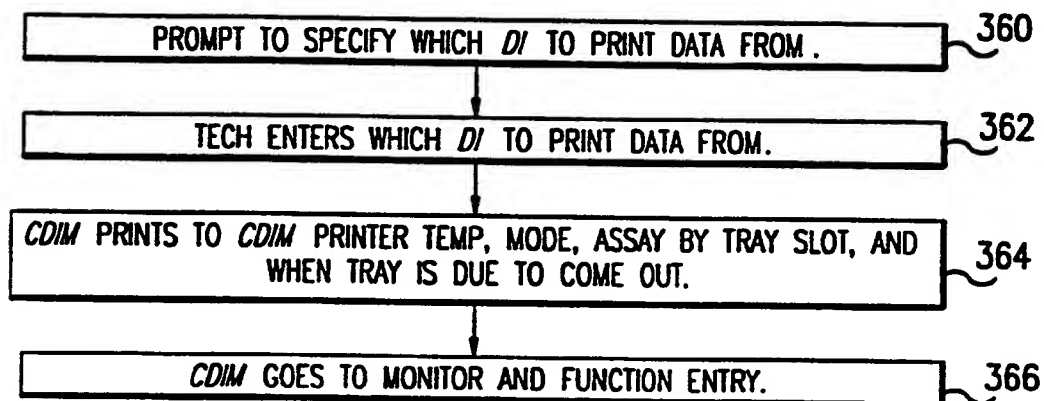 PROMPT TO SPECIFY WHICH DI TO PRINT DATA FROM.
360
TECH ENTERS WHICH DI TO PRINT DATA FROM.
362
CDIM PRINTS TO CDIM PRINTER TEMP, MODE, ASSAY BY TRAY SLOT, AND
WHEN TRAY IS DUE TO COME OUT.
364
CDIM GOES TO MONITOR AND FUNCTION ENTRY.
366